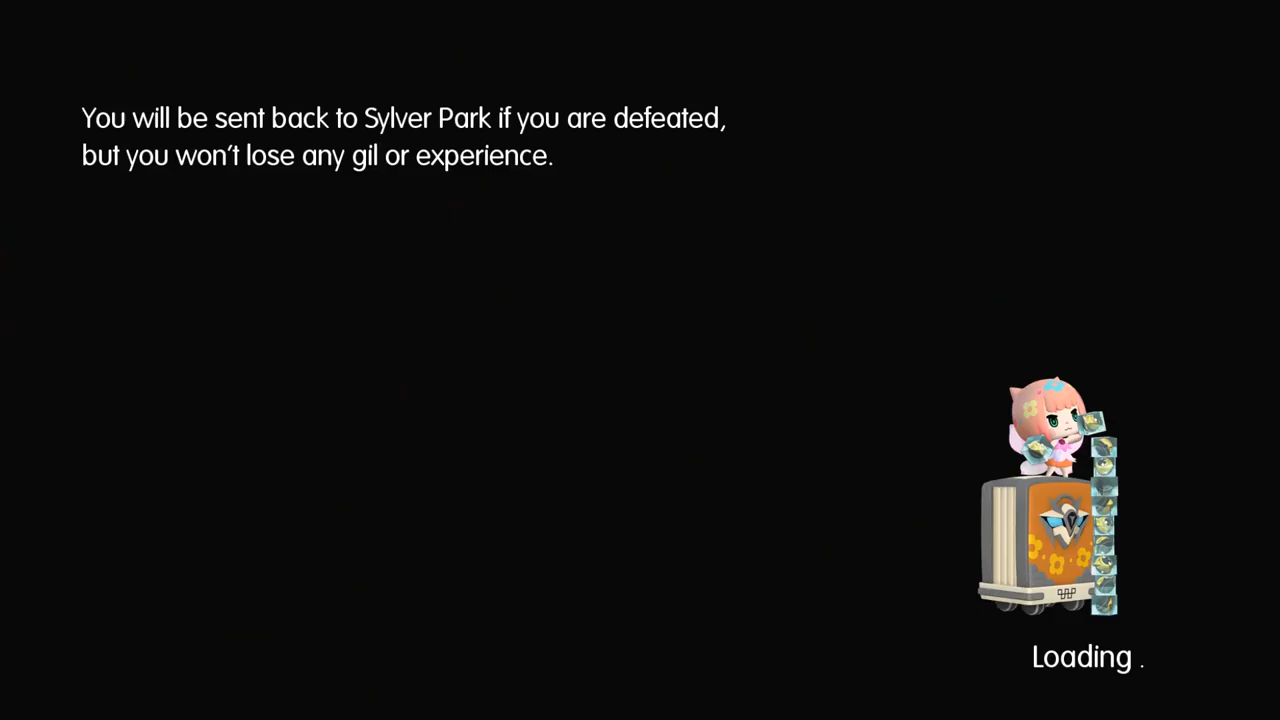 You will be sent back to Sylver Park if you are defeated,
but you won't lose any gil or experience.
Loading .